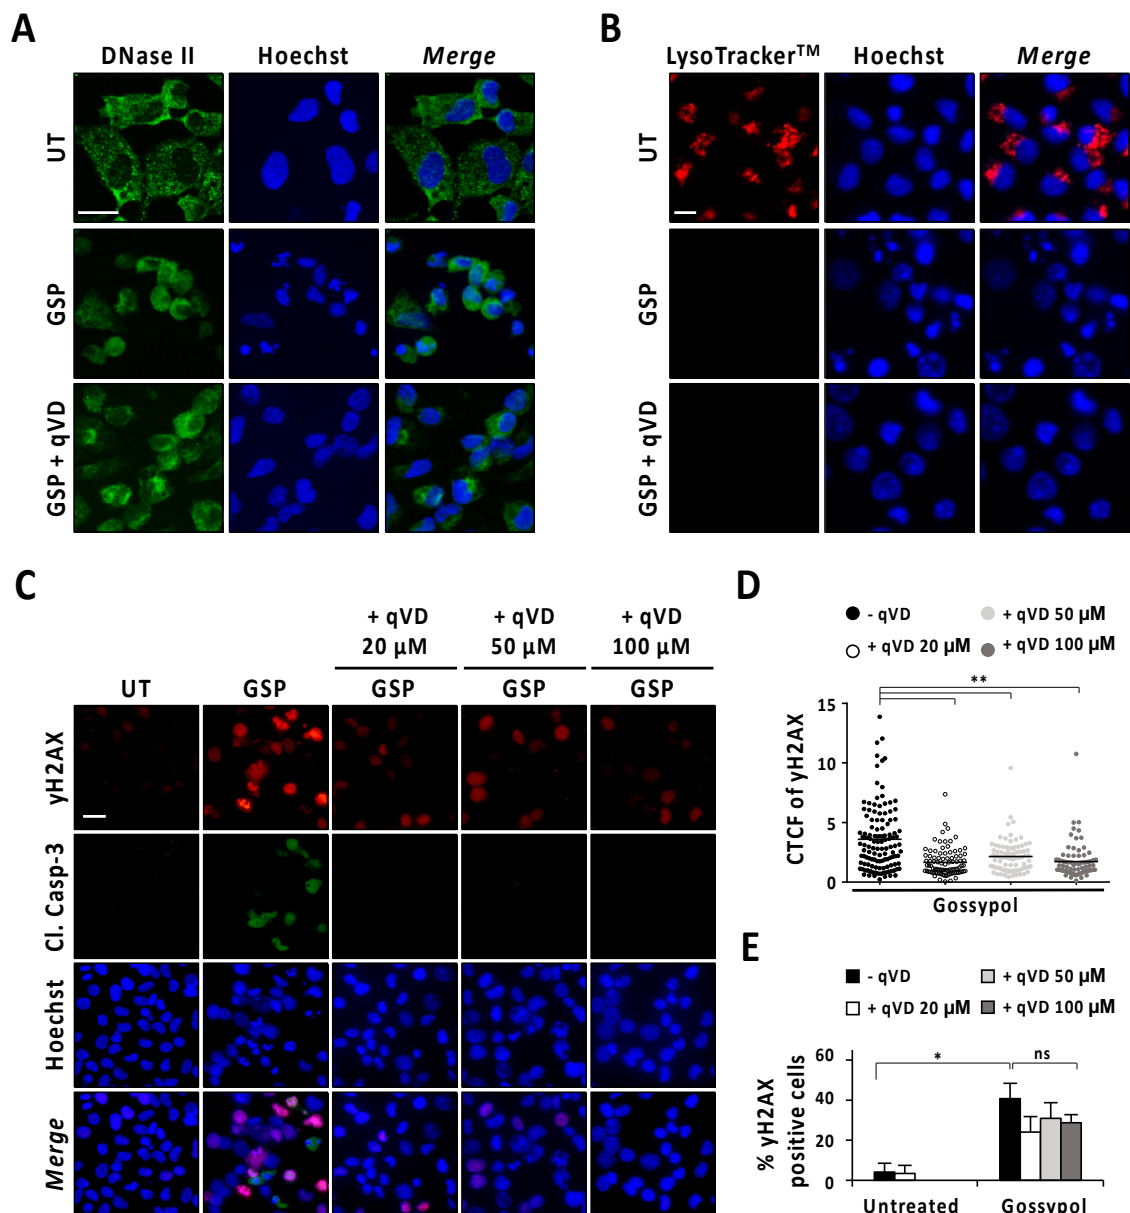 A
DNase II Hoechst Merge
UT
GSP
GSP + qVD
B
LysoTracker™ Hoechst Merge
UT
GSP
GSP + qVD
C
+ qVD + qVD + qVD
20 μM 50 μM 100 μM
UT GSP GSP GSP GSP
yH2AX
Cl. Casp-3
Hoechst
Merge
D
- qVD + qVD 50 μM
+ qVD 20 μM + qVD 100 μM
**
CTCF of yH2AX
15
10
5
0
Gossypol
E
- qVD + qVD 50 μM
+ qVD 20 μM + qVD 100 μM
* ns
% yH2AX
positive cells
60
40
20
0
Untreated Gossypol